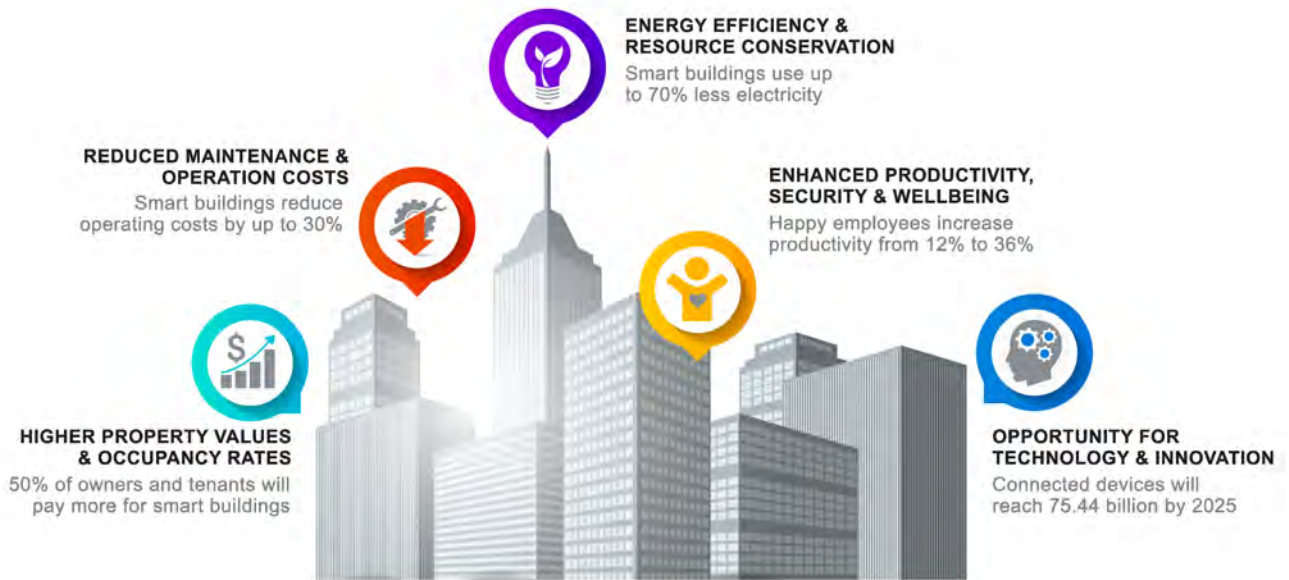 ENERGY EFFICIENCY &
RESOURCE CONSERVATION
Smart buildings use up
to 70% less electricity
REDUCED MAINTENANCE &
OPERATION COSTS
Smart buildings reduce
operating costs by up to 30%
ENHANCED PRODUCTIVITY,
SECURITY & WELLBEING
Happy employees increase
productivity from 12% to 36%
$
HIGHER PROPERTY VALUES
& OCCUPANCY RATES
50% of owners and tenants will
pay more for smart buildings
OPPORTUNITY FOR
TECHNOLOGY & INNOVATION
Connected devices will
reach 75.44 billion by 2025